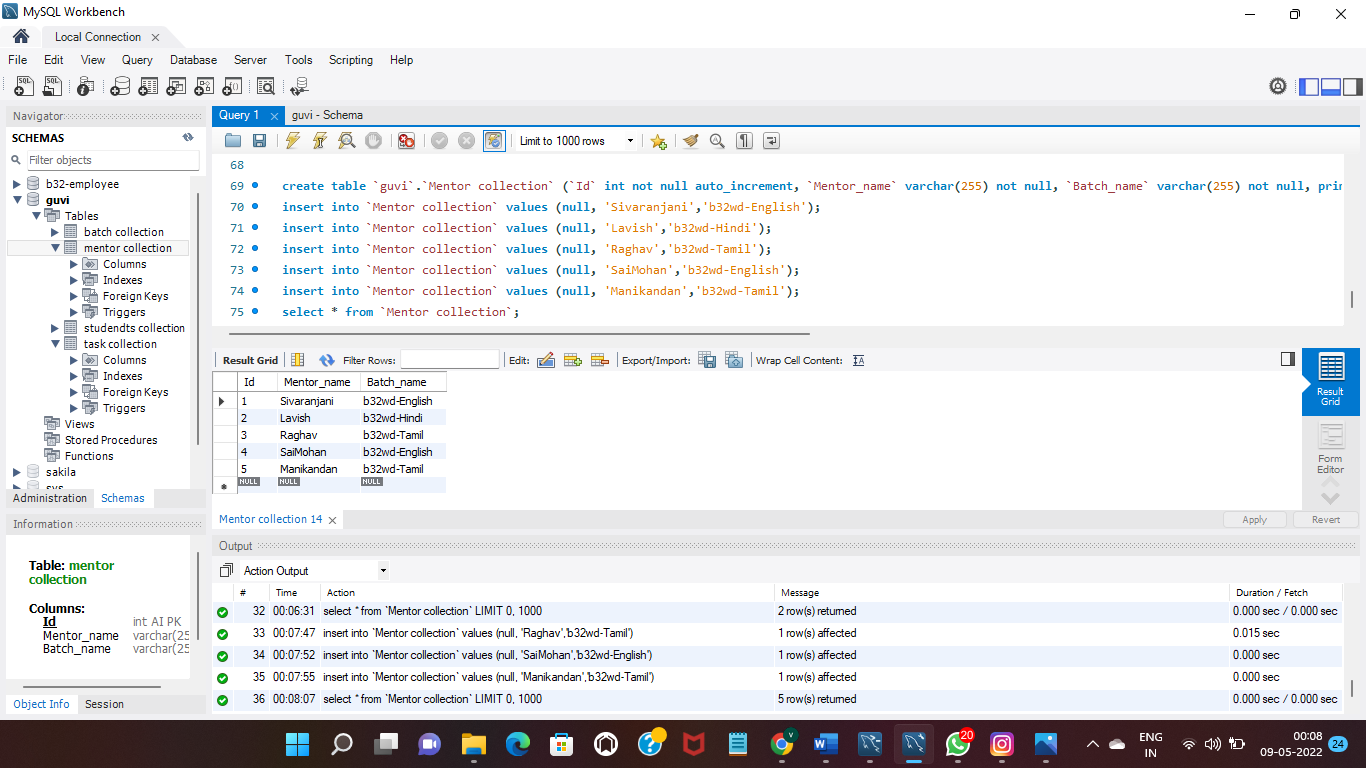 MySQL Workbench
Local Connection
File Edit View Query Database Server Tools Scripting Help
Navigator
SCHEMAS
Filter objects
b32-employee
guvi
Tables
batch collection
mentor collection
Columns
Indexes
Foreign Keys
Triggers
studendts collection
task collection
Columns
Indexes
Foreign Keys
Triggers
Views
Stored Procedures
Functions
sakila
sys
Administration Schemas
Information
Table: mentor
collection
Columns:
Id int AI PK
Mentor_name varchar(25
Batch_name varchar(25
Object Info Session
Query 1 guvi - Schema
Limit to 1000 rows
68
69 create table `guvi`.`Mentor collection` (`Id` int not null auto_increment, `Mentor_name` varchar(255) not null, `Batch_name` varchar(255) not null, prin
70 insert into `Mentor collection` values (null, 'Sivaranjani','b32wd-English');
71 insert into `Mentor collection` values (null, 'Lavish','b32wd-Hindi');
72 insert into `Mentor collection` values (null, 'Raghav','b32wd-Tamil');
73 insert into `Mentor collection` values (null, 'SaiMohan','b32wd-English');
74 insert into `Mentor collection` values (null, 'Manikandan','b32wd-Tamil');
75 select * from `Mentor collection`;
Result Grid Filter Rows: Edit: Export/Import: Wrap Cell Content:
Id Mentor_name Batch_name
1 Sivaranjani b32wd-English
2 Lavish b32wd-Hindi
3 Raghav b32wd-Tamil
4 SaiMohan b32wd-English
5 Manikandan b32wd-Tamil
NULL NULL NULL
Result
Grid
Form
Editor
Mentor collection 14
Apply Revert
Output
Action Output
# Time Action Message Duration / Fetch
32 00:06:31 select * from `Mentor collection` LIMIT 0, 1000 2 row(s) returned 0.000 sec / 0.000 sec
33 00:07:47 insert into `Mentor collection` values (null, 'Raghav','b32wd-Tamil') 1 row(s) affected 0.015 sec
34 00:07:52 insert into `Mentor collection` values (null, 'SaiMohan','b32wd-English') 1 row(s) affected 0.000 sec
35 00:07:55 insert into `Mentor collection` values (null, 'Manikandan','b32wd-Tamil') 1 row(s) affected 0.000 sec
36 00:08:07 select * from `Mentor collection` LIMIT 0, 1000 5 row(s) returned 0.000 sec / 0.000 sec
20
ENG
IN
00:08
09-05-2022
24